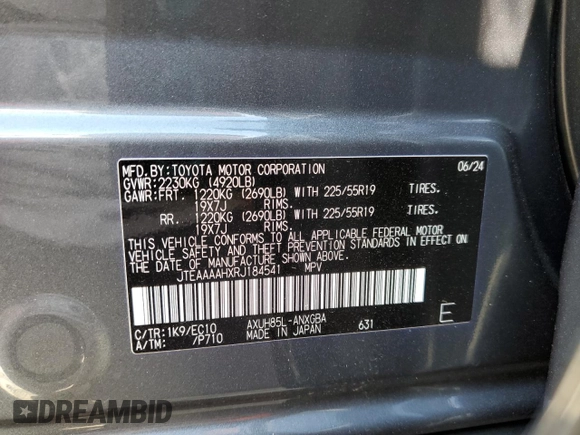 MFD.BY:TOYOTA MOTOR CORPORATION 06/24
GVWR:2230KG (4920LB)
GAWR:FRT. 1220KG (2690LB) WITH 225/55R19 TIRES.
19X7J RIMS.
RR. 1220KG (2690LB) WITH 225/55R19 TIRES.
19X7J RIMS.
THIS VEHICLE CONFORMS TO ALL APPLICABLE FEDERAL MOTOR
VEHICLE SAFETY AND THEFT PREVENTION STANDARDS IN EFFECT
ON THE DATE OF MANUFACTURE SHOWN ABOVE.
JTEAAAAHXRJ184541 MPV
C/TR:1K9/EC10 AXUH85L-ANXGBA 631 E
A/TM: /P710 MADE IN JAPAN
DREAMBID